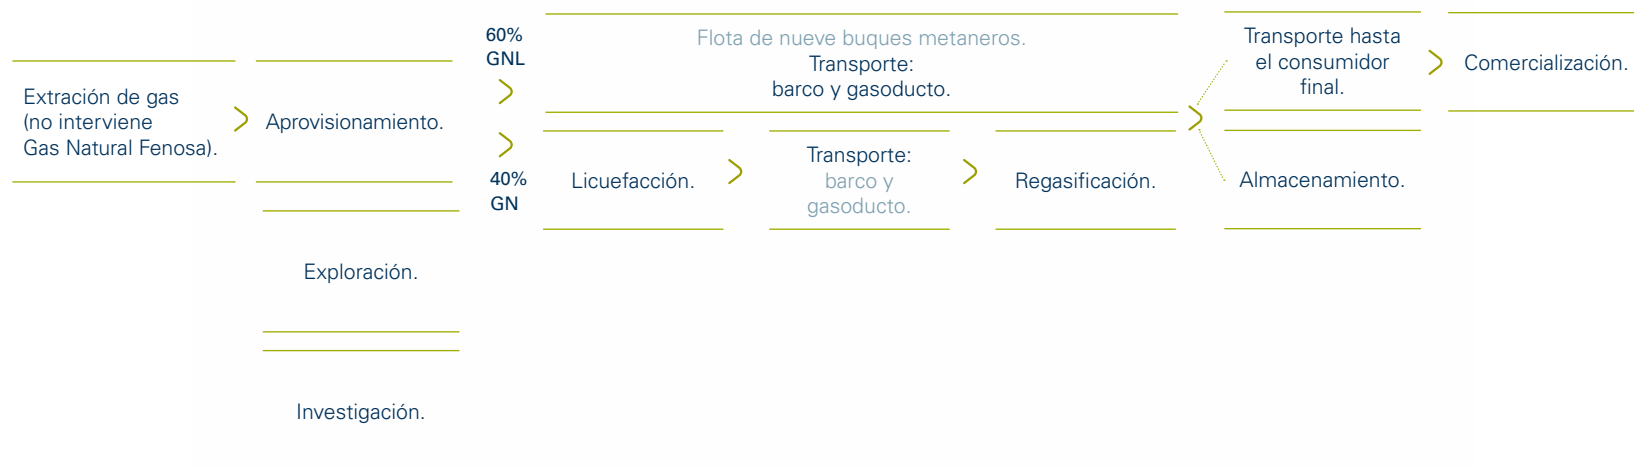 Extración de gas
(no interviene
Gas Natural Fenosa).
Aprovisionamiento.
Exploración.
Investigación.
60%
GNL
40%
GN
Flota de nueve buques metaneros.
Transporte:
barco y gasoducto.
Licuefacción.
Transporte:
barco y
gasoducto.
Regasificación.
Transporte hasta
el consumidor
final.
Almacenamiento.
Comercialización.